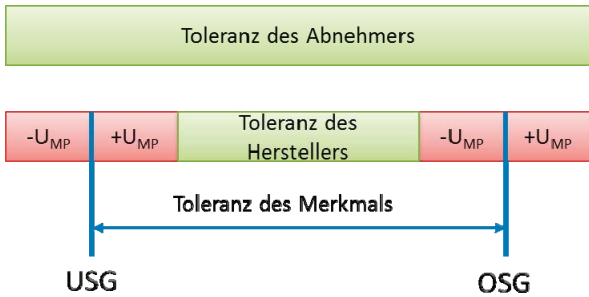 Toleranz des Abnehmers
-U_MP +U_MP Toleranz des Herstellers -U_MP +U_MP
Toleranz des Merkmals
USG OSG